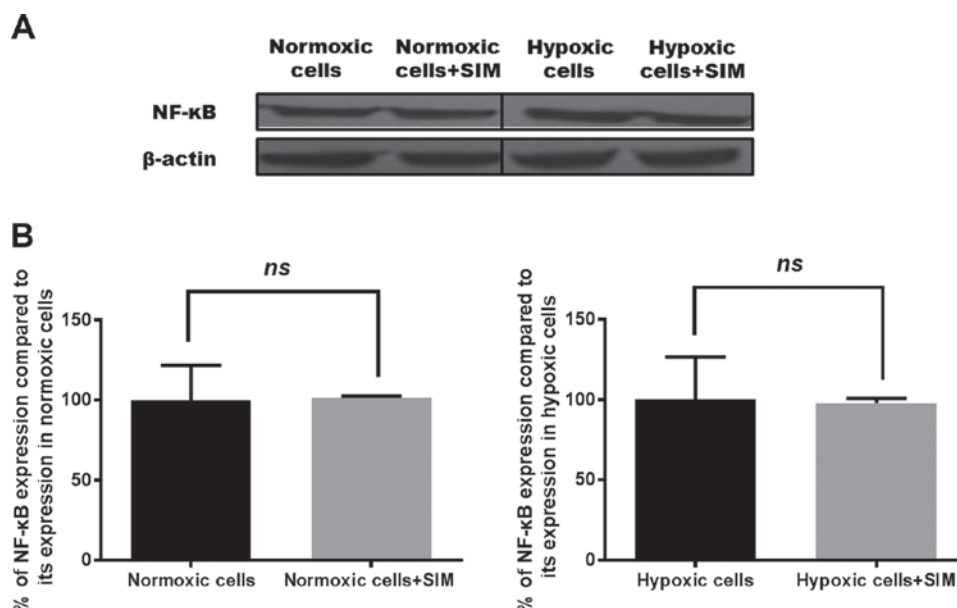 A
Normoxic cells
Normoxic cells+SIM
Hypoxic cells
Hypoxic cells+SIM
NF-κB
β-actin
B
% of NF-κB expression compared to
its expression in normoxic cells
ns
150
100
50
0
Normoxic cells
Normoxic cells+SIM
% of NF-κB expression compared to
its expression in hypoxic cells
ns
150
100
50
0
Hypoxic cells
Hypoxic cells+SIM